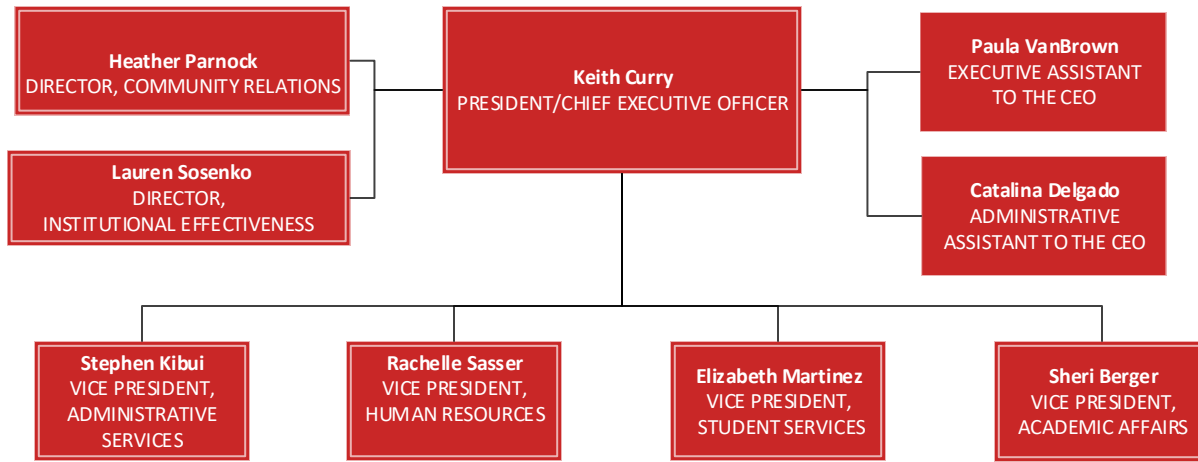 Heather Parnock
DIRECTOR, COMMUNITY RELATIONS
Keith Curry
PRESIDENT/CHIEF EXECUTIVE OFFICER
Paula VanBrown
EXECUTIVE ASSISTANT
TO THE CEO
Lauren Sosenko
DIRECTOR,
INSTITUTIONAL EFFECTIVENESS
Catalina Delgado
ADMINISTRATIVE
ASSISTANT TO THE CEO
Stephen Kibui
VICE PRESIDENT,
ADMINISTRATIVE
SERVICES
Rachelle Sasser
VICE PRESIDENT,
HUMAN RESOURCES
Elizabeth Martinez
VICE PRESIDENT,
STUDENT SERVICES
Sheri Berger
VICE PRESIDENT,
ACADEMIC AFFAIRS